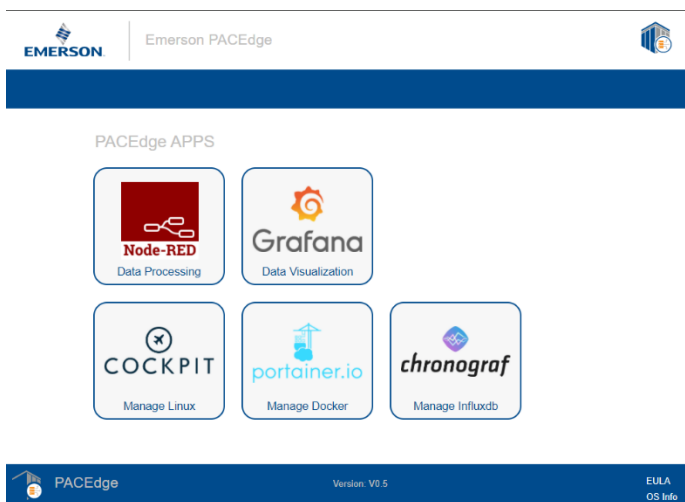 EMERSON
Emerson PACEdge
PACEdge APPS
Node-RED
Data Processing
Grafana
Data Visualization
COCKPIT
Manage Linux
portainer.io
Manage Docker
chronograf
Manage Influxdb
PACEdge
Version: V0.5
EULA
OS Info